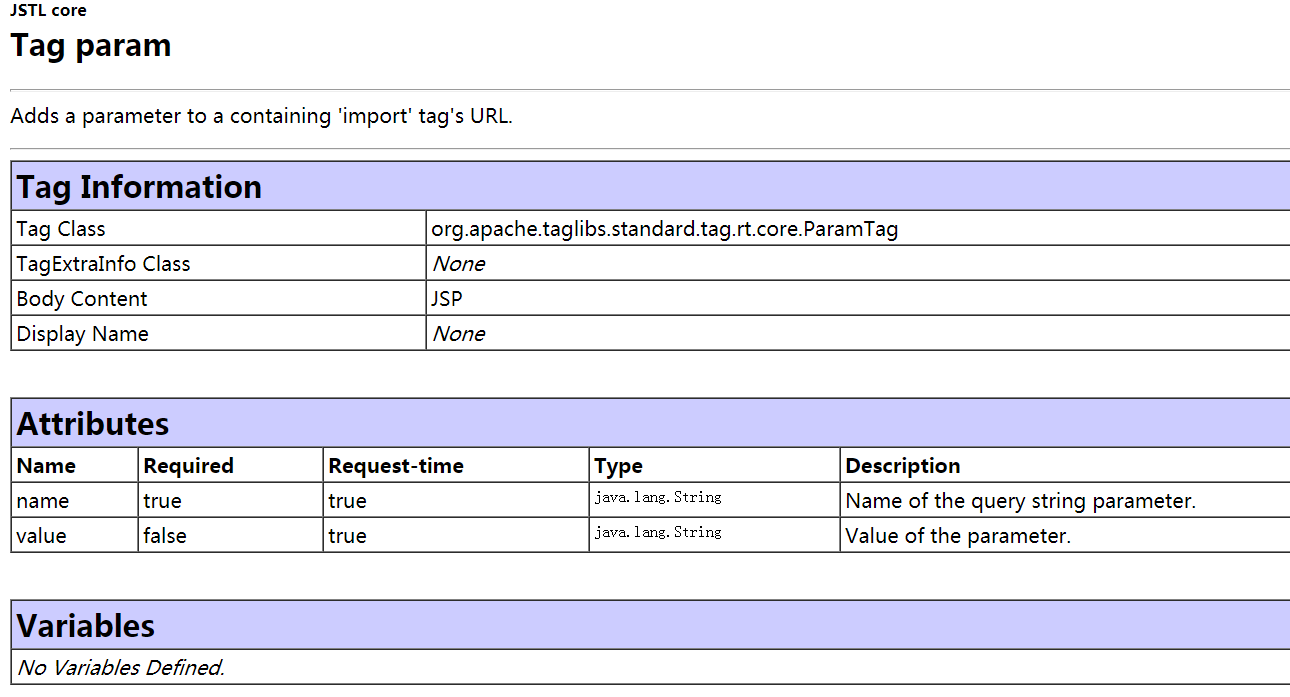 JSTL core
Tag param
Adds a parameter to a containing 'import' tag's URL.
Tag Information
Tag Class org.apache.taglibs.standard.tag.rt.core.ParamTag
TagExtraInfo Class None
Body Content JSP
Display Name None
Attributes
Name Required Request-time Type Description
name true true java.lang.String Name of the query string parameter.
value false true java.lang.String Value of the parameter.
Variables
No Variables Defined.